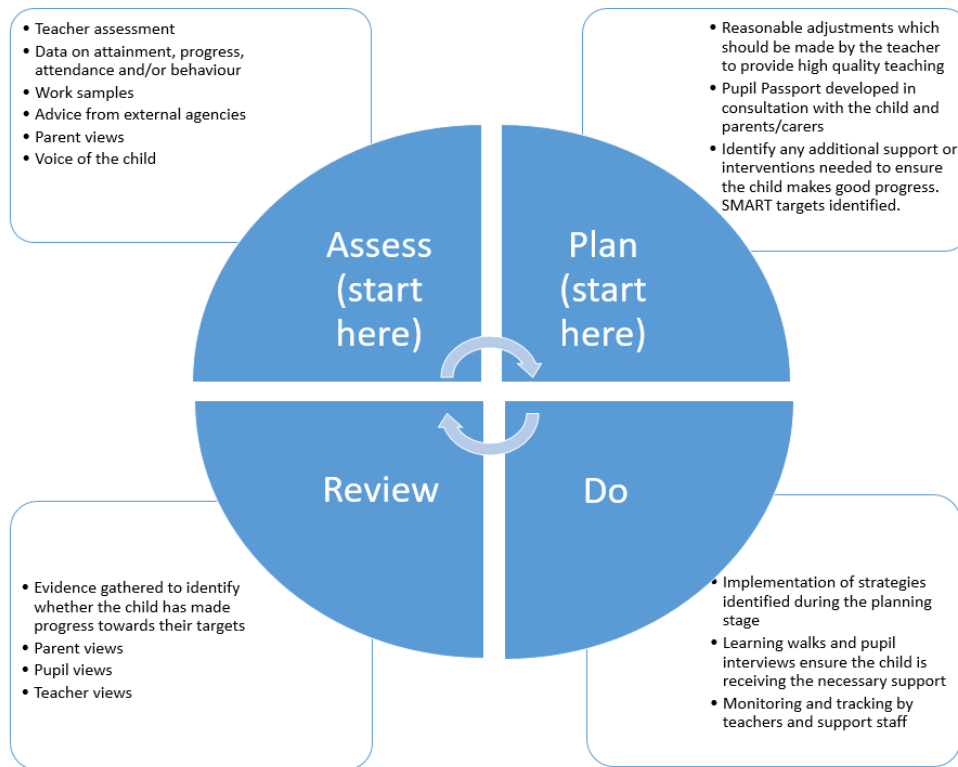 • Teacher assessment
• Data on attainment, progress,
attendance and/or behaviour
• Work samples
• Advice from external agencies
• Parent views
• Voice of the child
• Reasonable adjustments which
should be made by the teacher
to provide high quality teaching
• Pupil Passport developed in
consultation with the child and
parents/carers
• Identify any additional support or
interventions needed to ensure
the child makes good progress.
SMART targets identified.
Assess
(start
here)
Plan
(start
here)
Review
Do
• Evidence gathered to identify
whether the child has made
progress towards their targets
• Parent views
• Pupil views
• Teacher views
• Implementation of strategies
identified during the planning
stage
• Learning walks and pupil
interviews ensure the child is
receiving the necessary support
• Monitoring and tracking by
teachers and support staff